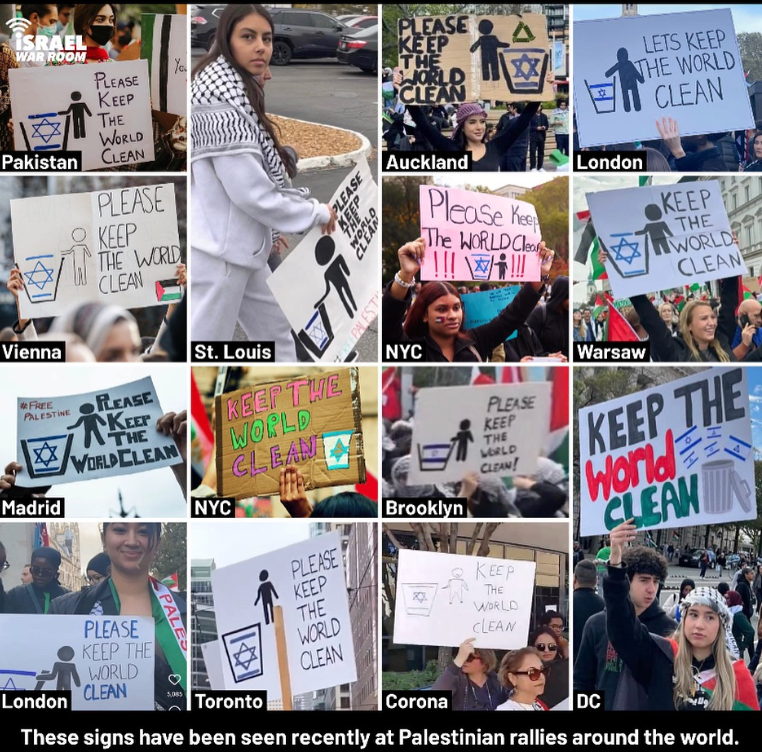 ISRAEL
WAR ROOM
PLEASE
KEEP
THE
WORLD
CLEAN
Pakistan
PLEASE
KEEP
THE
WORLD
CLEAN
St. Louis
PLEASE
KEEP
THE
WORLD
CLEAN
Auckland
LETS KEEP
THE WORLD
CLEAN
London
PLEASE
KEEP
THE WORLD
CLEAN
Vienna
Please Keep
The WORLD Clean
!!! !!!
NYC
KEEP
THE
WORLD
CLEAN
Warsaw
#FREE
PALESTINE
PLEASE
KEEP
THE
WORLD CLEAN
Madrid
KEEP THE
WORLD
CLEAN
NYC
PLEASE
KEEP
THE
WORLD
CLEAN!
Brooklyn
KEEP THE
World
CLEAN
DC
PLEASE
KEEP THE
WORLD
CLEAN
PALES
5,085
London
PLEASE
KEEP
THE
WORLD
CLEAN
Toronto
KEEP
THE
WORLD
CLEAN
Corona
These signs have been seen recently at Palestinian rallies around the world.